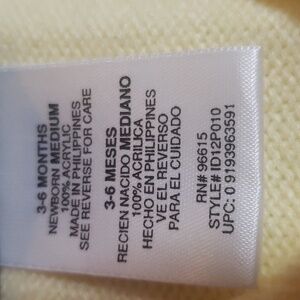 3-6 MONTHS
NEWBORN MEDIUM
100% ACRYLIC
MADE IN PHILIPPINES
SEE REVERSE FOR CARE
3-6 MESES
RECIEN NACIDO MEDIANO
100% ACRILICA
HECHO EN PHILIPPINES
VE EL REVERSO
PARA EL CUIDADO
RN# 96615
STYLE# ID12P010
UPC: 0 9193963591